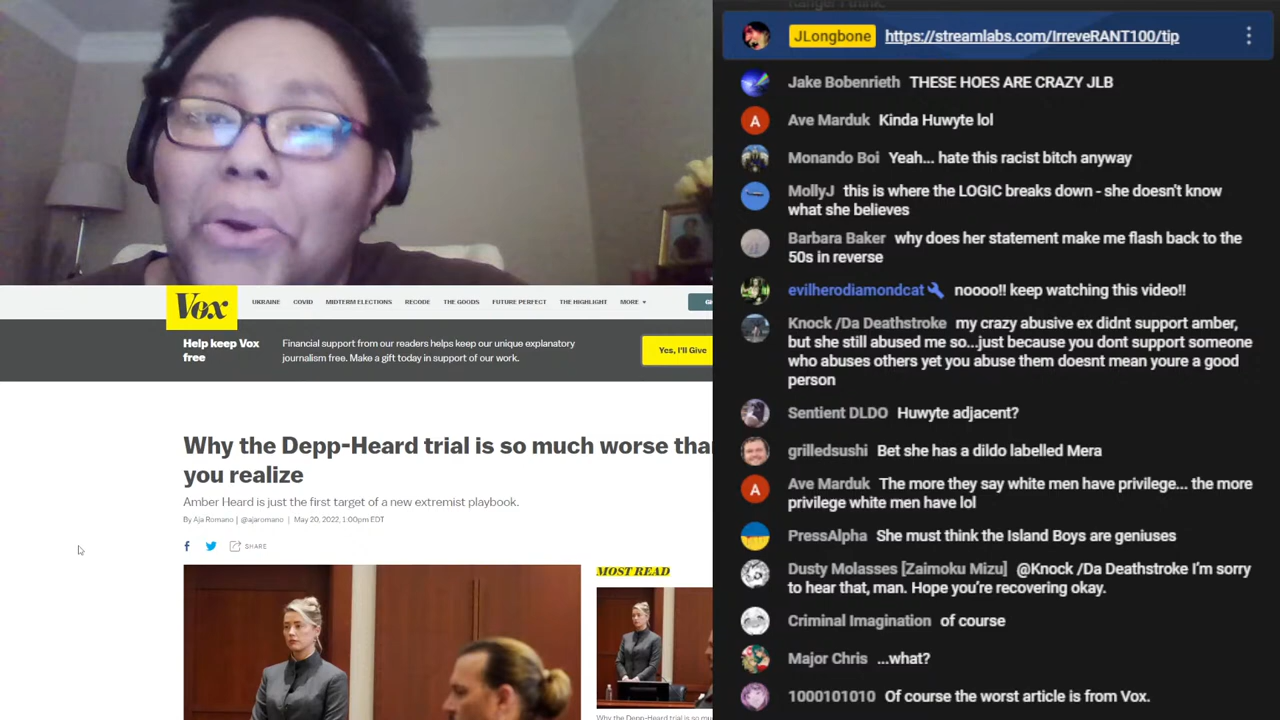 Ranger I think.
JLongbone https://streamlabs.com/IrreveRANT100/tip
Jake Bobenrieth THESE HOES ARE CRAZY JLB
A Ave Marduk Kinda Huwyte lol
Monando Boi Yeah... hate this racist bitch anyway
MollyJ this is where the LOGIC breaks down - she doesn't know
what she believes
Barbara Baker why does her statement make me flash back to the
50s in reverse
evilherodiamondcat noooo!! keep watching this video!!
Knock /Da Deathstroke my crazy abusive ex didnt support amber,
but she still abused me so...just because you dont support someone
who abuses others yet you abuse them doesnt mean youre a good
person
Sentient DLDO Huwyte adjacent?
grilledsushi Bet she has a dildo labelled Mera
A Ave Marduk The more they say white men have privilege... the more
privilege white men have lol
PressAlpha She must think the Island Boys are geniuses
Dusty Molasses [Zaimoku Mizu] @Knock /Da Deathstroke I'm sorry
to hear that, man. Hope you're recovering okay.
Criminal Imagination of course
Major Chris ...what?
1000101010 Of course the worst article is from Vox.
Vox UKRAINE COVID MIDTERM ELECTIONS RECODE THE GOODS FUTURE PERFECT THE HIGHLIGHT MORE
Help keep Vox
free
Financial support from our readers helps keep our unique explanatory
journalism free. Make a gift today in support of our work.
Yes, I'll Give
Why the Depp-Heard trial is so much worse than
you realize
Amber Heard is just the first target of a new extremist playbook.
By Aja Romano | @ajaromano | May 20, 2022, 1:00pm EDT
SHARE
MOST READ
Why the Depp-Heard trial is so much